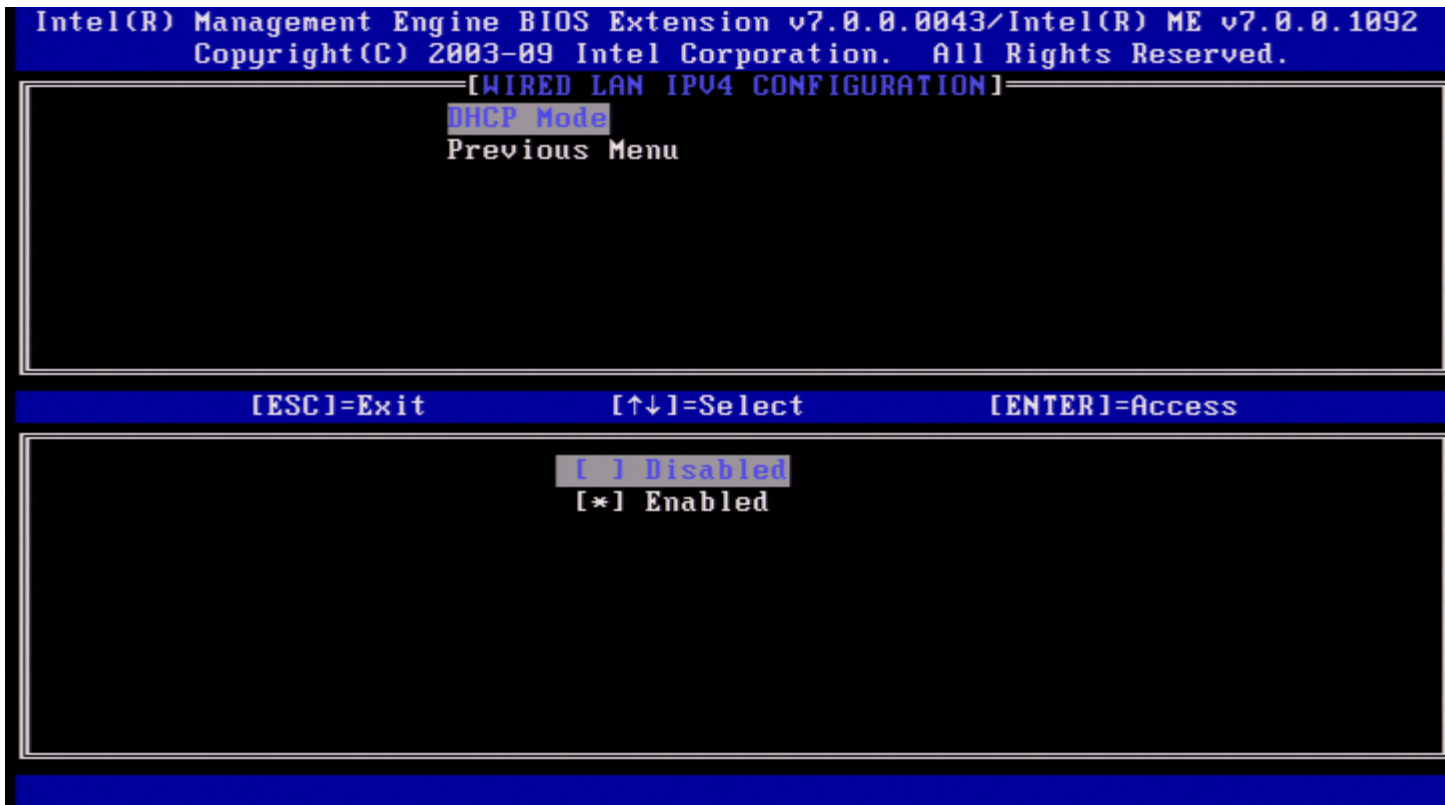 Intel(R) Management Engine BIOS Extension v7.0.0.0043/Intel(R) ME v7.0.0.1092
Copyright(C) 2003-09 Intel Corporation. All Rights Reserved.
[WIRED LAN IPV4 CONFIGURATION]
DHCP Mode
Previous Menu
[ESC]=Exit [↑↓]=Select [ENTER]=Access
[ ] Disabled
[*] Enabled